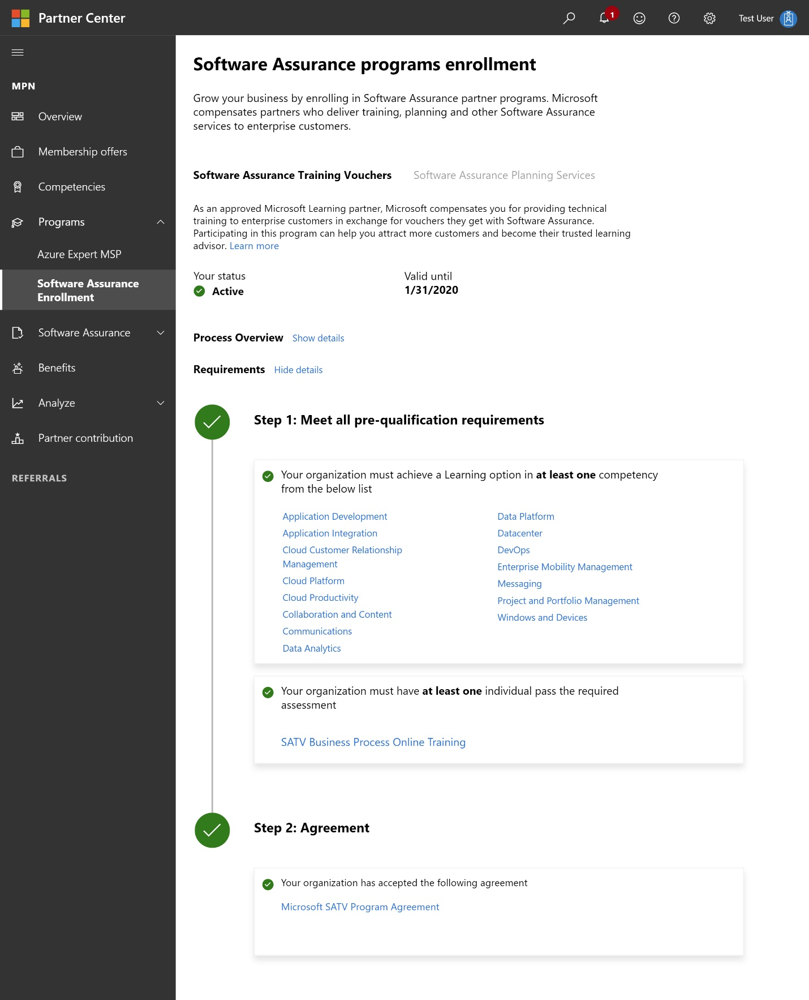 Partner Center
1
Test User
MPN
Overview
Membership offers
Competencies
Programs
Azure Expert MSP
Software Assurance
Enrollment
Software Assurance
Benefits
Analyze
Partner contribution
REFERRALS
Software Assurance programs enrollment
Grow your business by enrolling in Software Assurance partner programs. Microsoft
compensates partners who deliver training, planning and other Software Assurance
services to enterprise customers.
Software Assurance Training Vouchers
Software Assurance Planning Services
As an approved Microsoft Learning partner, Microsoft compensates you for providing technical
training to enterprise customers in exchange for vouchers they get with Software Assurance.
Participating in this program can help you attract more customers and become their trusted learning
advisor. Learn more
Your status
Active
Valid until
1/31/2020
Process Overview Show details
Requirements Hide details
Step 1: Meet all pre-qualification requirements
Your organization must achieve a Learning option in at least one competency
from the below list
Application Development
Application Integration
Cloud Customer Relationship
Management
Cloud Platform
Cloud Productivity
Collaboration and Content
Communications
Data Analytics
Data Platform
Datacenter
DevOps
Enterprise Mobility Management
Messaging
Project and Portfolio Management
Windows and Devices
Your organization must have at least one individual pass the required
assessment
SATV Business Process Online Training
Step 2: Agreement
Your organization has accepted the following agreement
Microsoft SATV Program Agreement